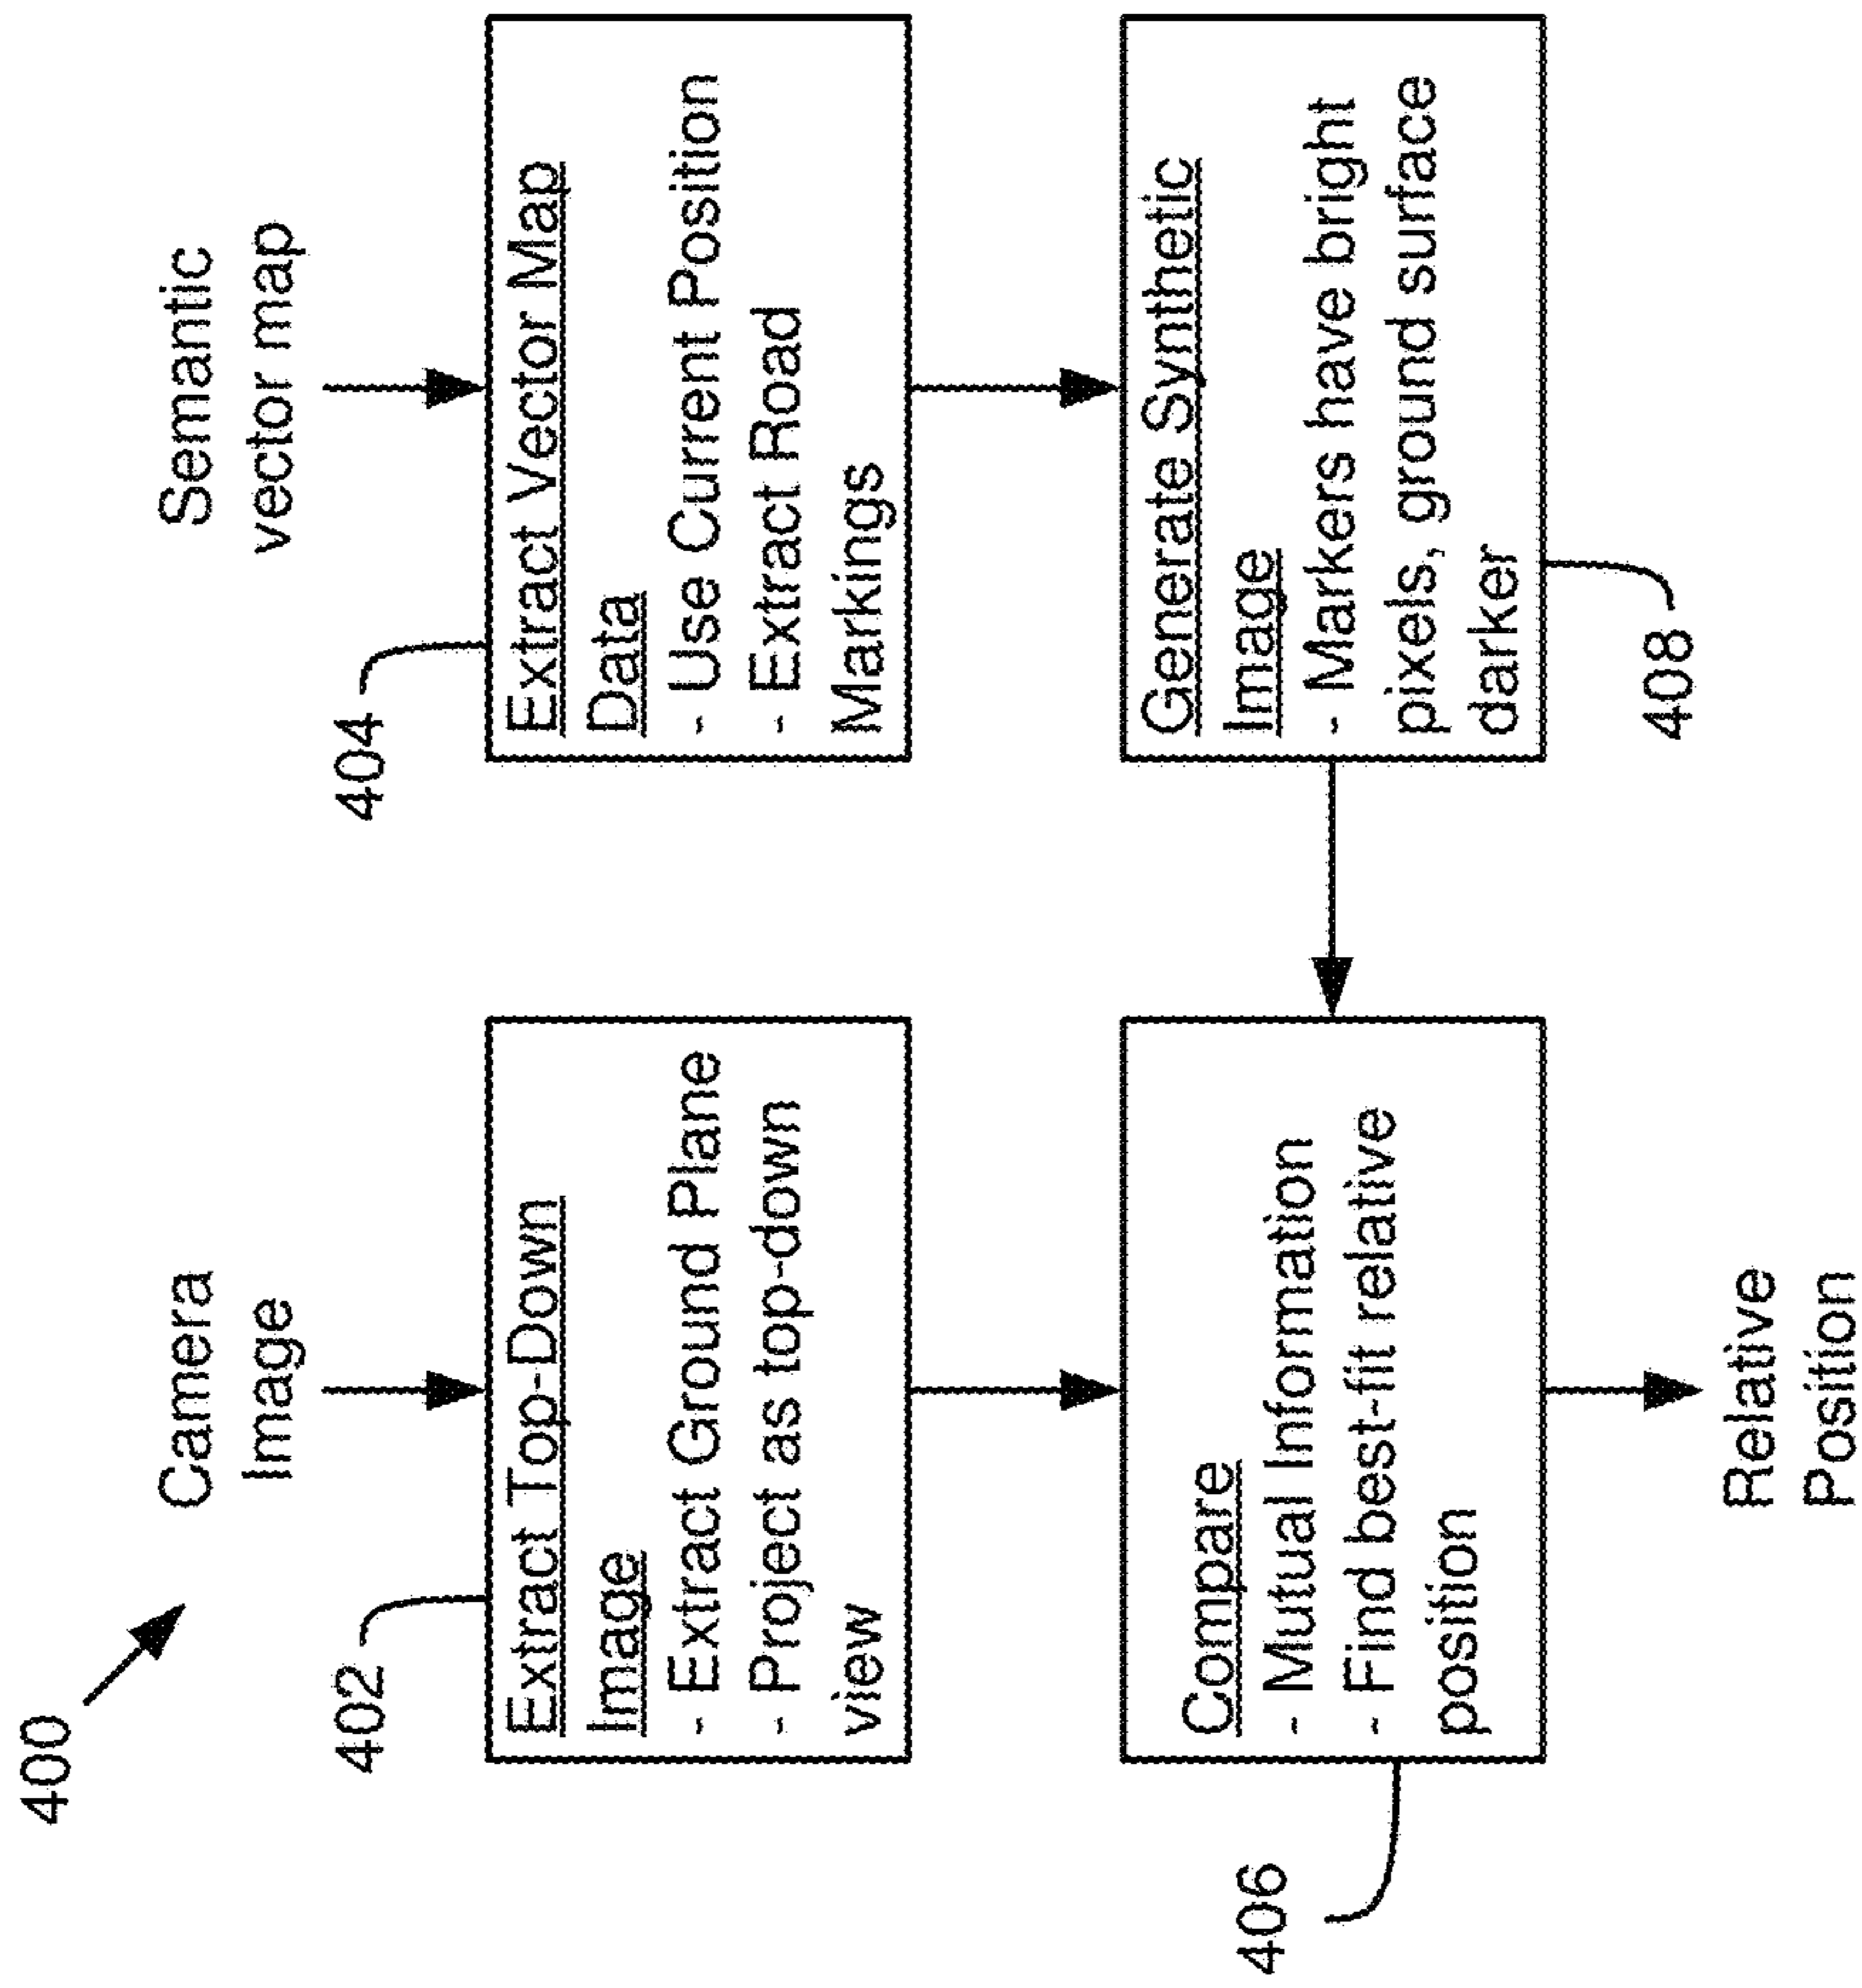 400
Camera
Image
402
Extract Top-Down
Image
- Extract Ground Plane
- Project as top-down
view
Semantic
vector map
404
Extract Vector Map
Data
- Use Current Position
- Extract Road
Markings
406
Compare
- Mutual Information
- Find best-fit relative
position
Generate Synthetic
Image
- Markers have bright
pixels, ground surface
darker
408
Relative
Position